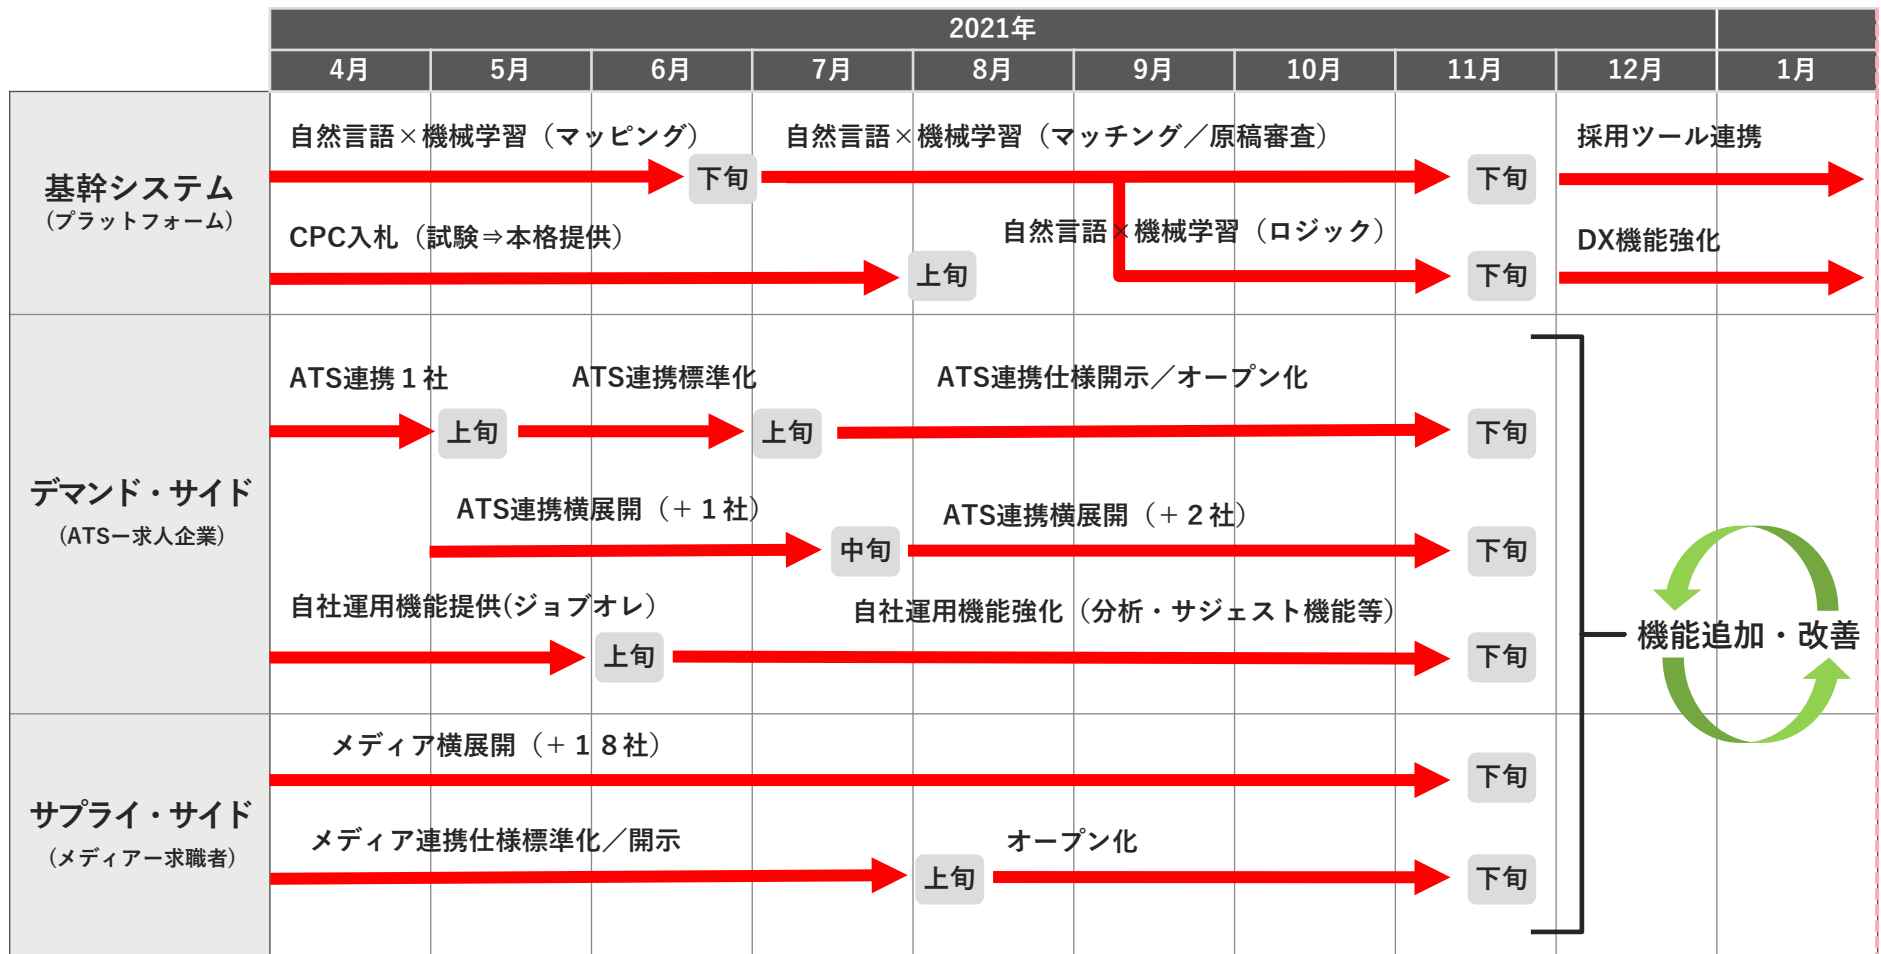 2021年
4月
5月
6月
7月
8月
9月
10月
11月
12月
1月
基幹システム
(プラットフォーム)
自然言語×機械学習（マッピング）
下旬
自然言語×機械学習（マッチング／原稿審査）
下旬
採用ツール連携
CPC入札（試験⇒本格提供）
上旬
自然言語×機械学習（ロジック）
下旬
DX機能強化
デマンド・サイド
(ATSー求人企業)
ATS連携１社
上旬
ATS連携標準化
上旬
ATS連携仕様開示／オープン化
下旬
ATS連携横展開（＋１社）
中旬
ATS連携横展開（＋２社）
下旬
自社運用機能提供(ジョブオレ）
上旬
自社運用機能強化（分析・サジェスト機能等）
下旬
機能追加・改善
サプライ・サイド
(メディアー求職者)
メディア横展開（＋１８社）
下旬
メディア連携仕様標準化／開示
上旬
オープン化
下旬